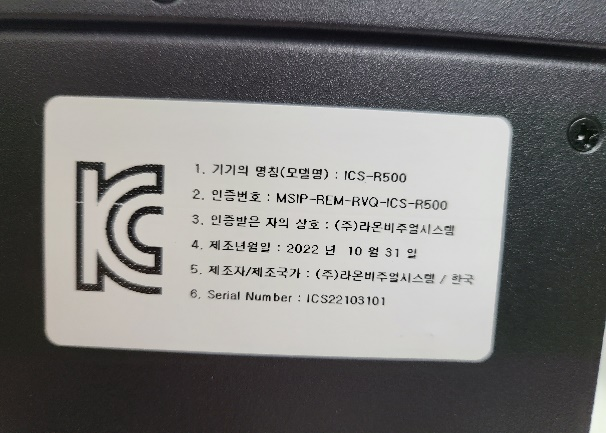 KC
1. 기기의 명칭(모델명) : ICS-R500
2. 인증번호 : MSIP-REM-RVQ-ICS-R500
3. 인증받은 자의 상호 : (주)라온비주얼시스템
4. 제조년월일 : 2022 년 10 월 31 일
5. 제조자/제조국가 : (주)라온비주얼시스템 / 한국
6. Serial Number : ICS22103101